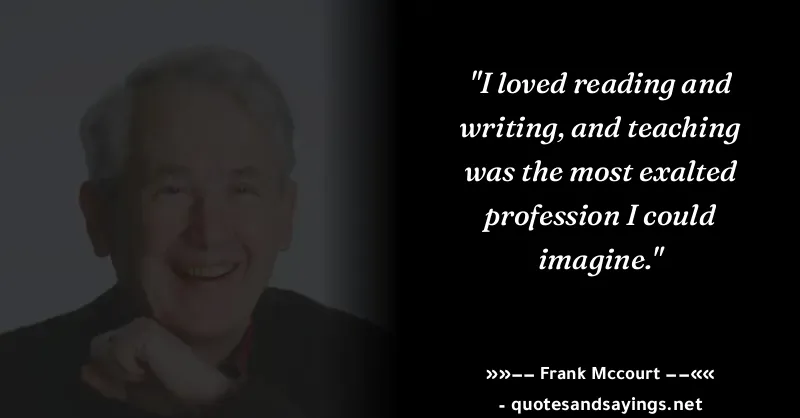 "I loved reading and
writing, and teaching
was the most exalted
profession I could
imagine."
»»−− Frank Mccourt −−««
- quotesandsayings.net